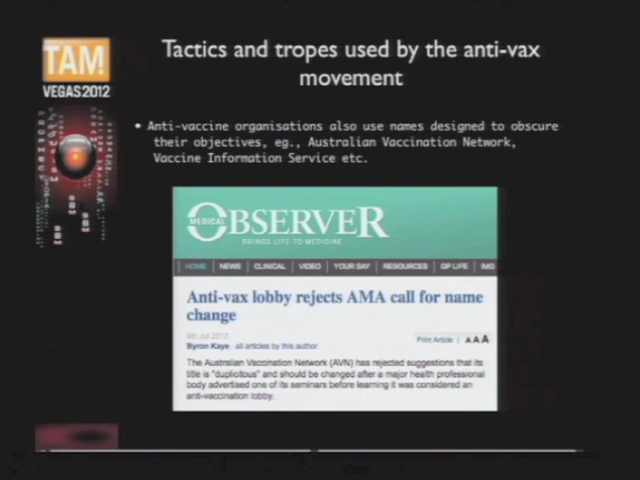 TAM!
VEGAS2012
Tactics and tropes used by the anti-vax
movement
• Anti-vaccine organisations also use names designed to obscure
their objectives, eg., Australian Vaccination Network,
Vaccine Information Service etc.
MEDICAL OBSERVER
BRINGS LIFE TO MEDICINE
HOME | NEWS | CLINICAL | VIDEO | YOUR SAY | RESOURCES | GP LIFE | IMG
Anti-vax lobby rejects AMA call for name
change
9th Jul 2012
Byron Kaye all articles by this author
Print Article | A A A
The Australian Vaccination Network (AVN) has rejected suggestions that its
title is "duplicitous" and should be changed after a major health professional
body advertised one of its seminars before learning it was considered an
anti-vaccination lobby.